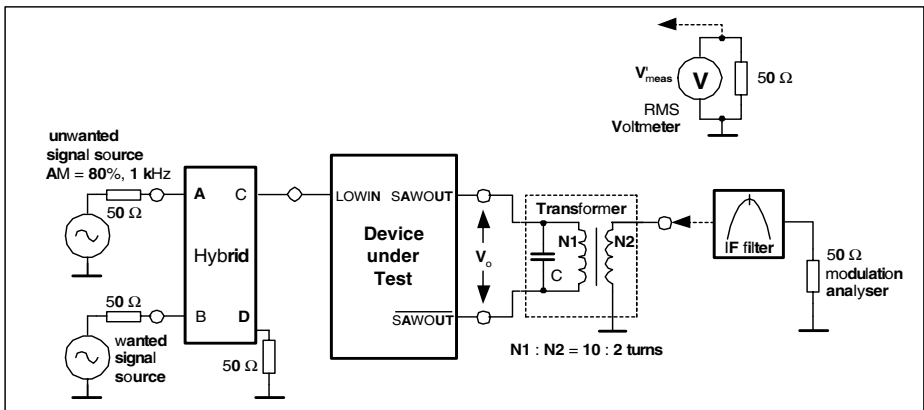 V'meas
V
50 Ω
RMS
Voltmeter
unwanted
signal source
AM = 80%, 1 kHz
50 Ω
A
C
LOWIN
SAWOUT
Hybrid
Device
under
Test
Vo
Transformer
N1
N2
C
IF filter
50 Ω
modulation
analyser
50 Ω
B
D
SAWOUT
wanted
signal
source
50 Ω
N1 : N2 = 10 : 2 turns